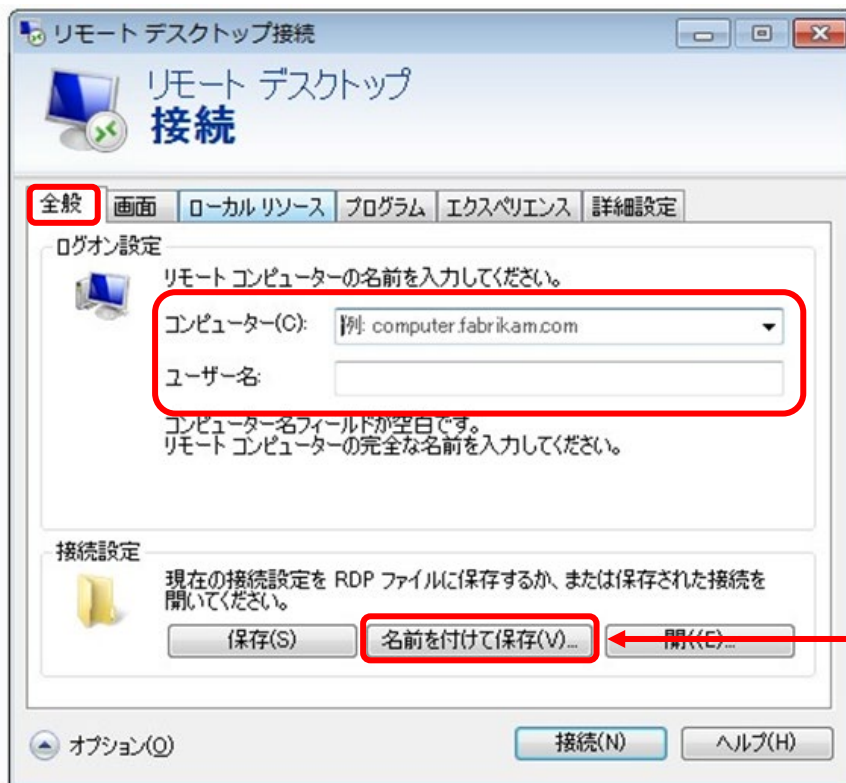 リモート デスクトップ接続
リモート デスクトップ
接続
全般 画面 ローカル リソース プログラム エクスペリエンス 詳細設定
ログオン設定
リモート コンピューターの名前を入力してください。
コンピューター(C): 例: computer.fabrikam.com
ユーザー名:
コンピューター名フィールドが空白です。
リモート コンピューターの完全な名前を入力してください。
接続設定
現在の接続設定を RDP ファイルに保存するか、または保存された接続を
開いてください。
保存(S) 名前を付けて保存(V)... 開く(E)...
オプション(O) 接続(N) ヘルプ(H)